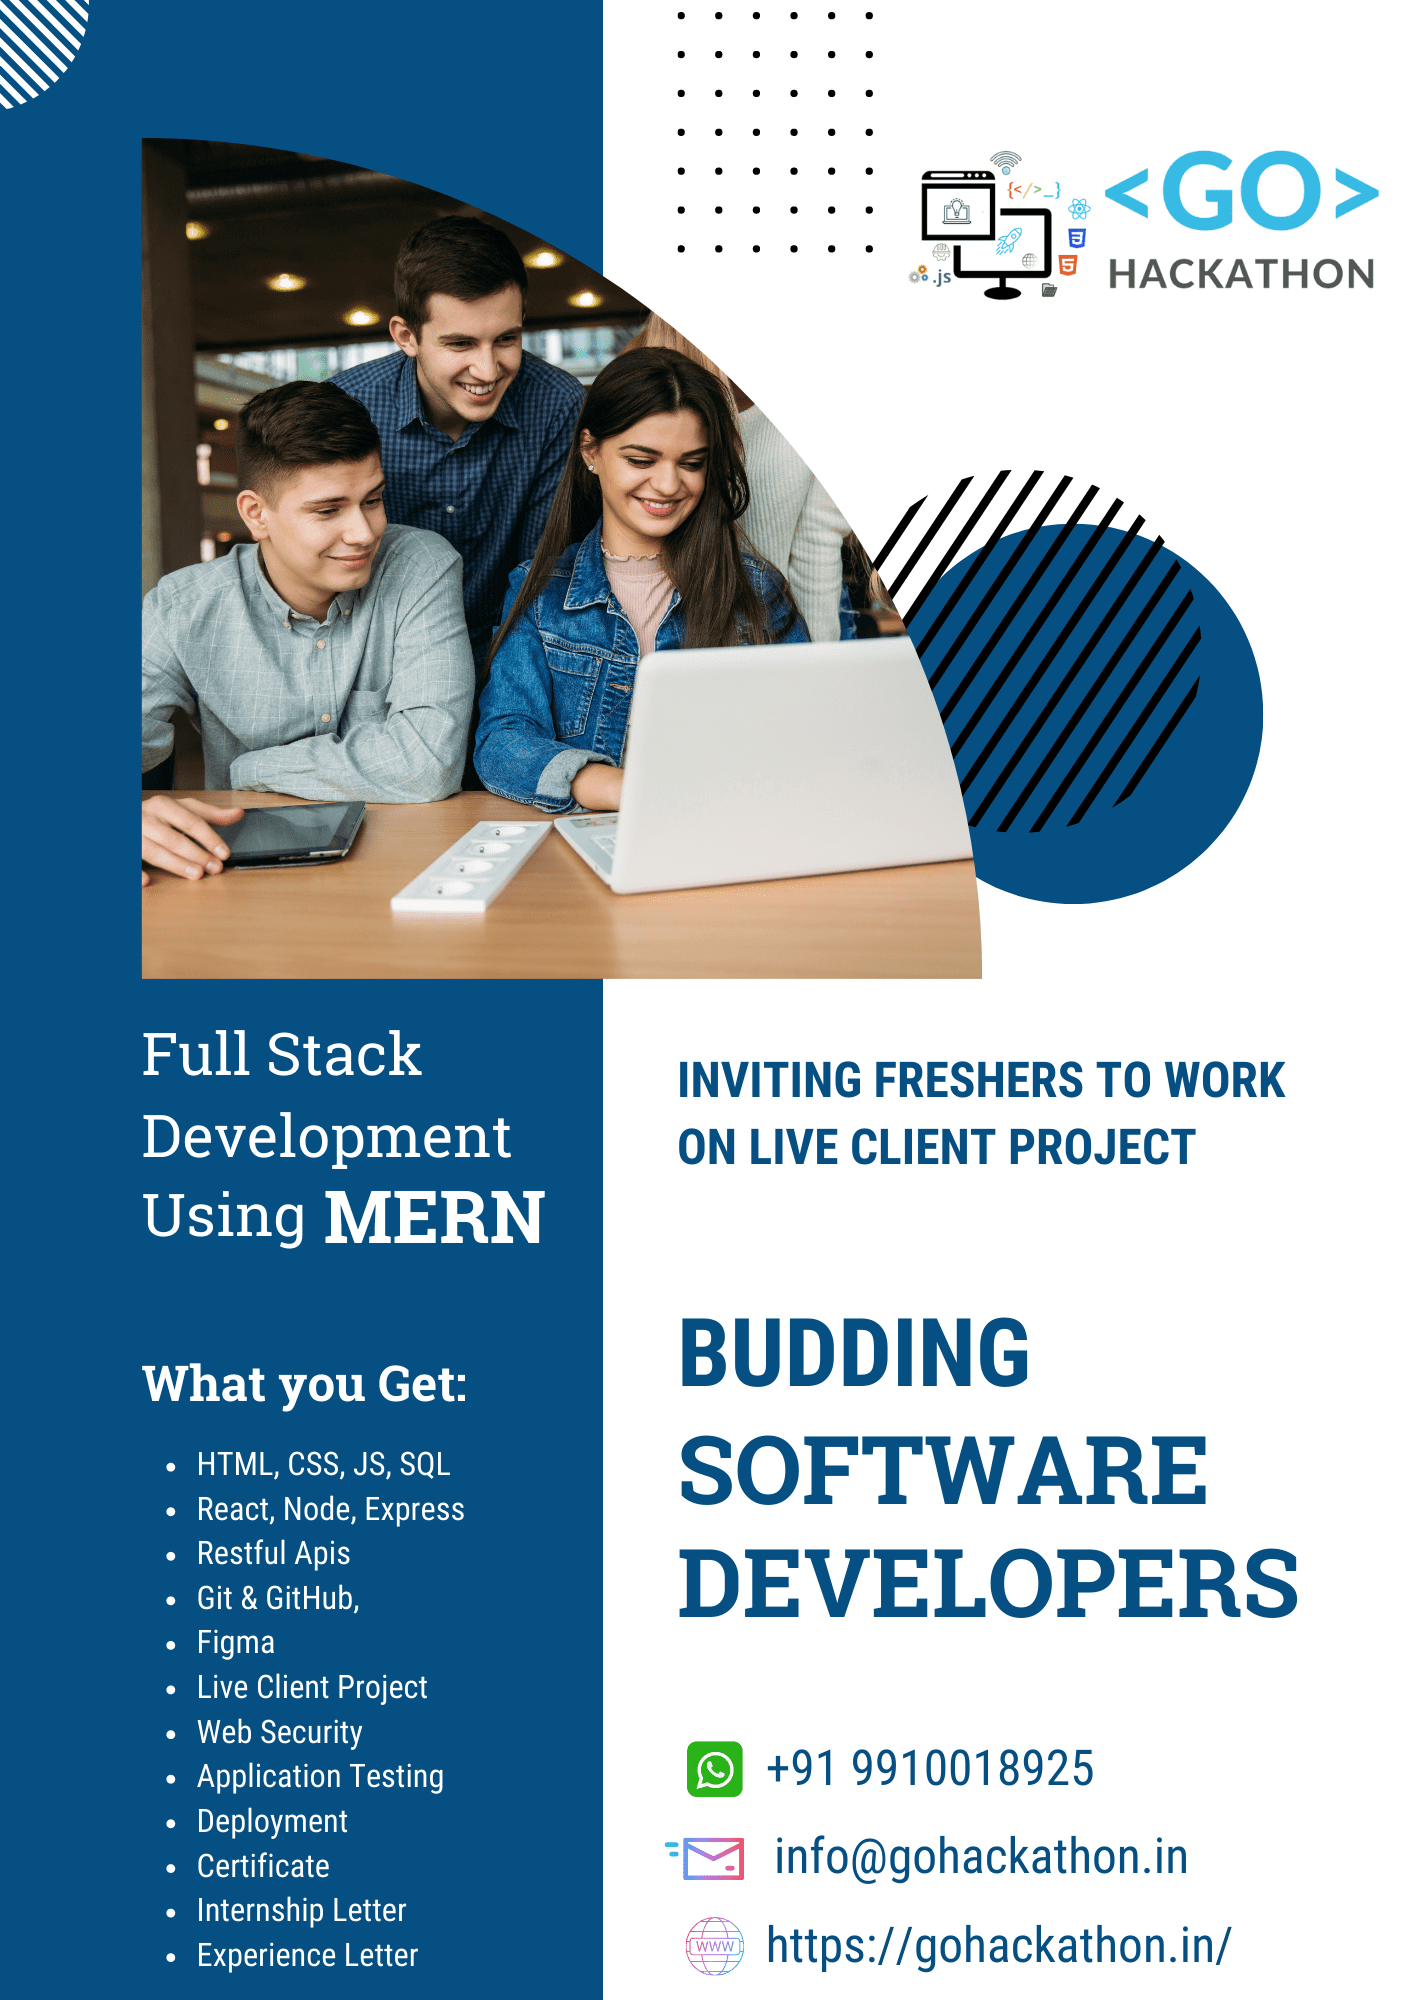 <GO>
HACKATHON
{</>_}
.js
Full Stack
Development
Using MERN
What you Get:
• HTML, CSS, JS, SQL
• React, Node, Express
• Restful Apis
• Git & GitHub,
• Figma
• Live Client Project
• Web Security
• Application Testing
• Deployment
• Certificate
• Internship Letter
• Experience Letter
INVITING FRESHERS TO WORK
ON LIVE CLIENT PROJECT
BUDDING
SOFTWARE
DEVELOPERS
+91 9910018925
info@gohackathon.in
WWW https://gohackathon.in/